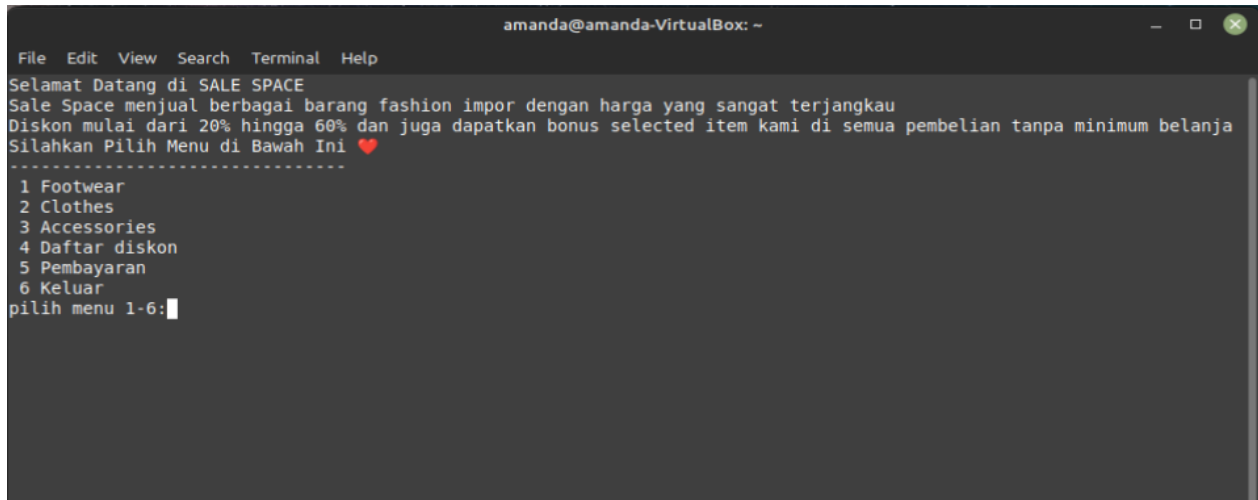 amanda@amanda-VirtualBox: ~
File Edit View Search Terminal Help
Selamat Datang di SALE SPACE
Sale Space menjual berbagai barang fashion impor dengan harga yang sangat terjangkau
Diskon mulai dari 20% hingga 60% dan juga dapatkan bonus selected item kami di semua pembelian tanpa minimum belanja
Silahkan Pilih Menu di Bawah Ini ❤️
--------------------------------
1 Footwear
2 Clothes
3 Accessories
4 Daftar diskon
5 Pembayaran
6 Keluar
pilih menu 1-6: